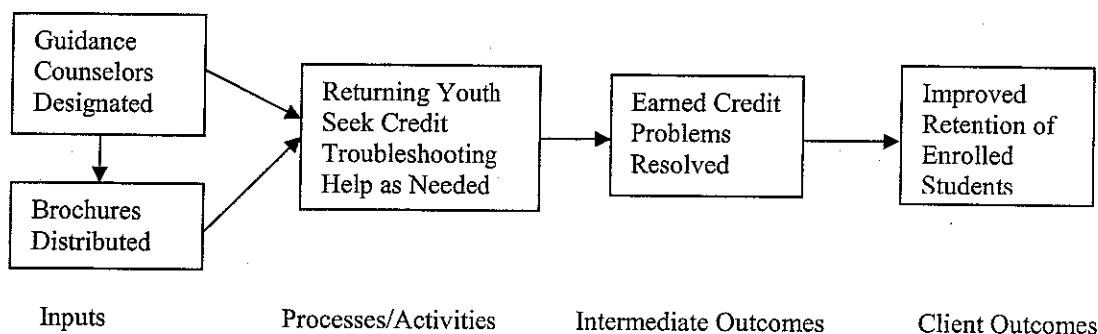 Guidance
Counselors
Designated
Brochures
Distributed
Returning Youth
Seek Credit
Troubleshooting
Help as Needed
Earned Credit
Problems
Resolved
Improved
Retention of
Enrolled
Students
Inputs
Processes/Activities
Intermediate Outcomes
Client Outcomes